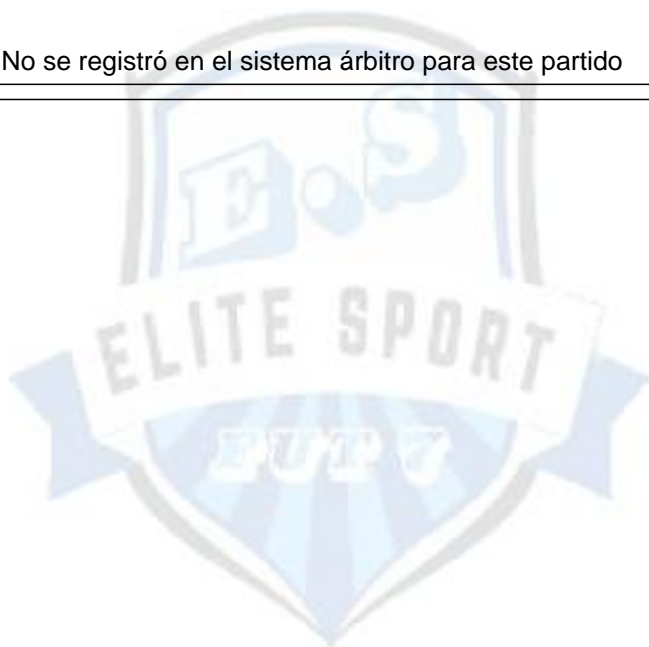 No se registró en el sistema árbitro para este partido
E.S
ELITE SPORT
FUT 7